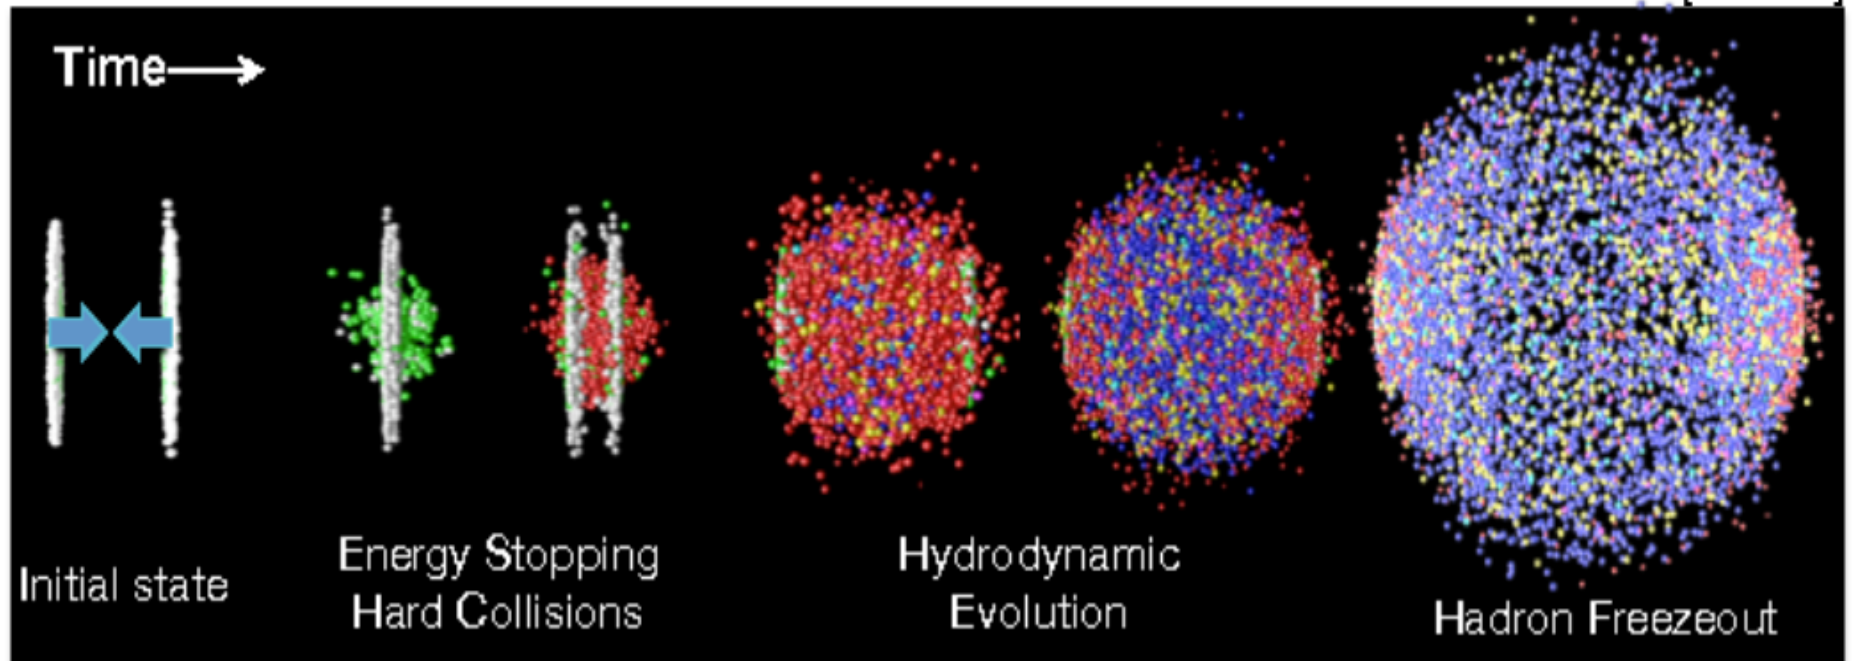 Time
Initial state
Energy Stopping
Hard Collisions
Hydrodynamic
Evolution
Hadron Freezeout